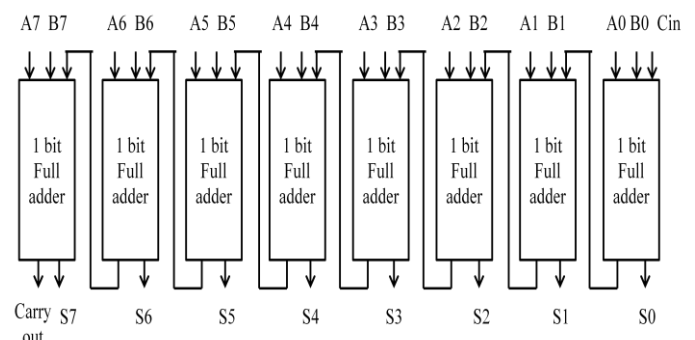 A7 B7 A6 B6 A5 B5 A4 B4 A3 B3 A2 B2 A1 B1 A0 B0 Cin
1 bit 1 bit 1 bit 1 bit 1 bit 1 bit 1 bit 1 bit
Full Full Full Full Full Full Full Full
adder adder adder adder adder adder adder adder
Carry S7 S6 S5 S4 S3 S2 S1 S0
out